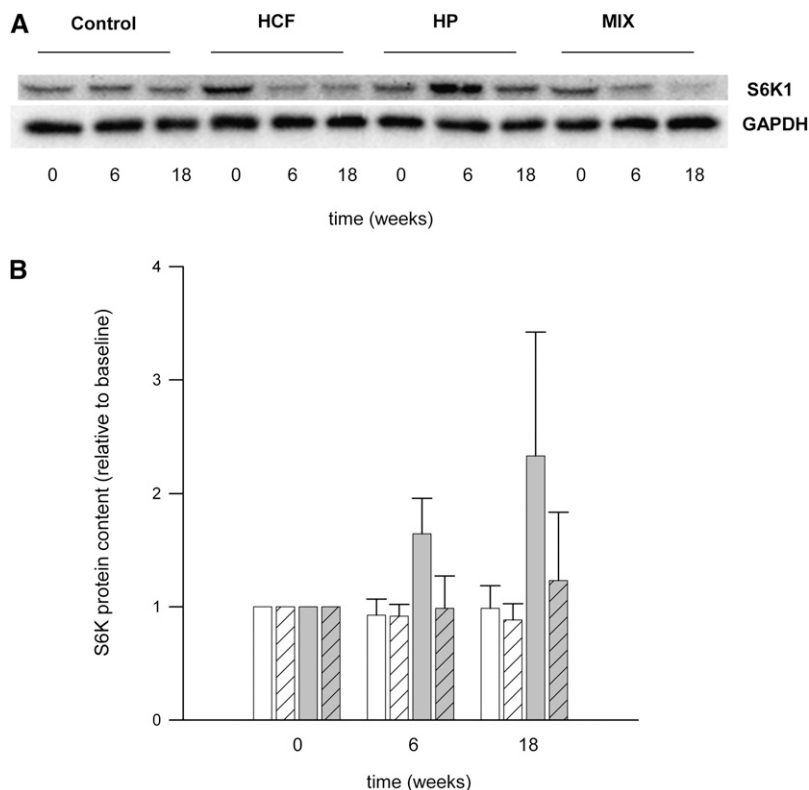 A
Control HCF HP MIX
S6K1
GAPDH
0 6 18 0 6 18 0 6 18 0 6 18
time (weeks)
B
4
3
2
1
0
S6K protein content (relative to baseline)
0 6 18
time (weeks)